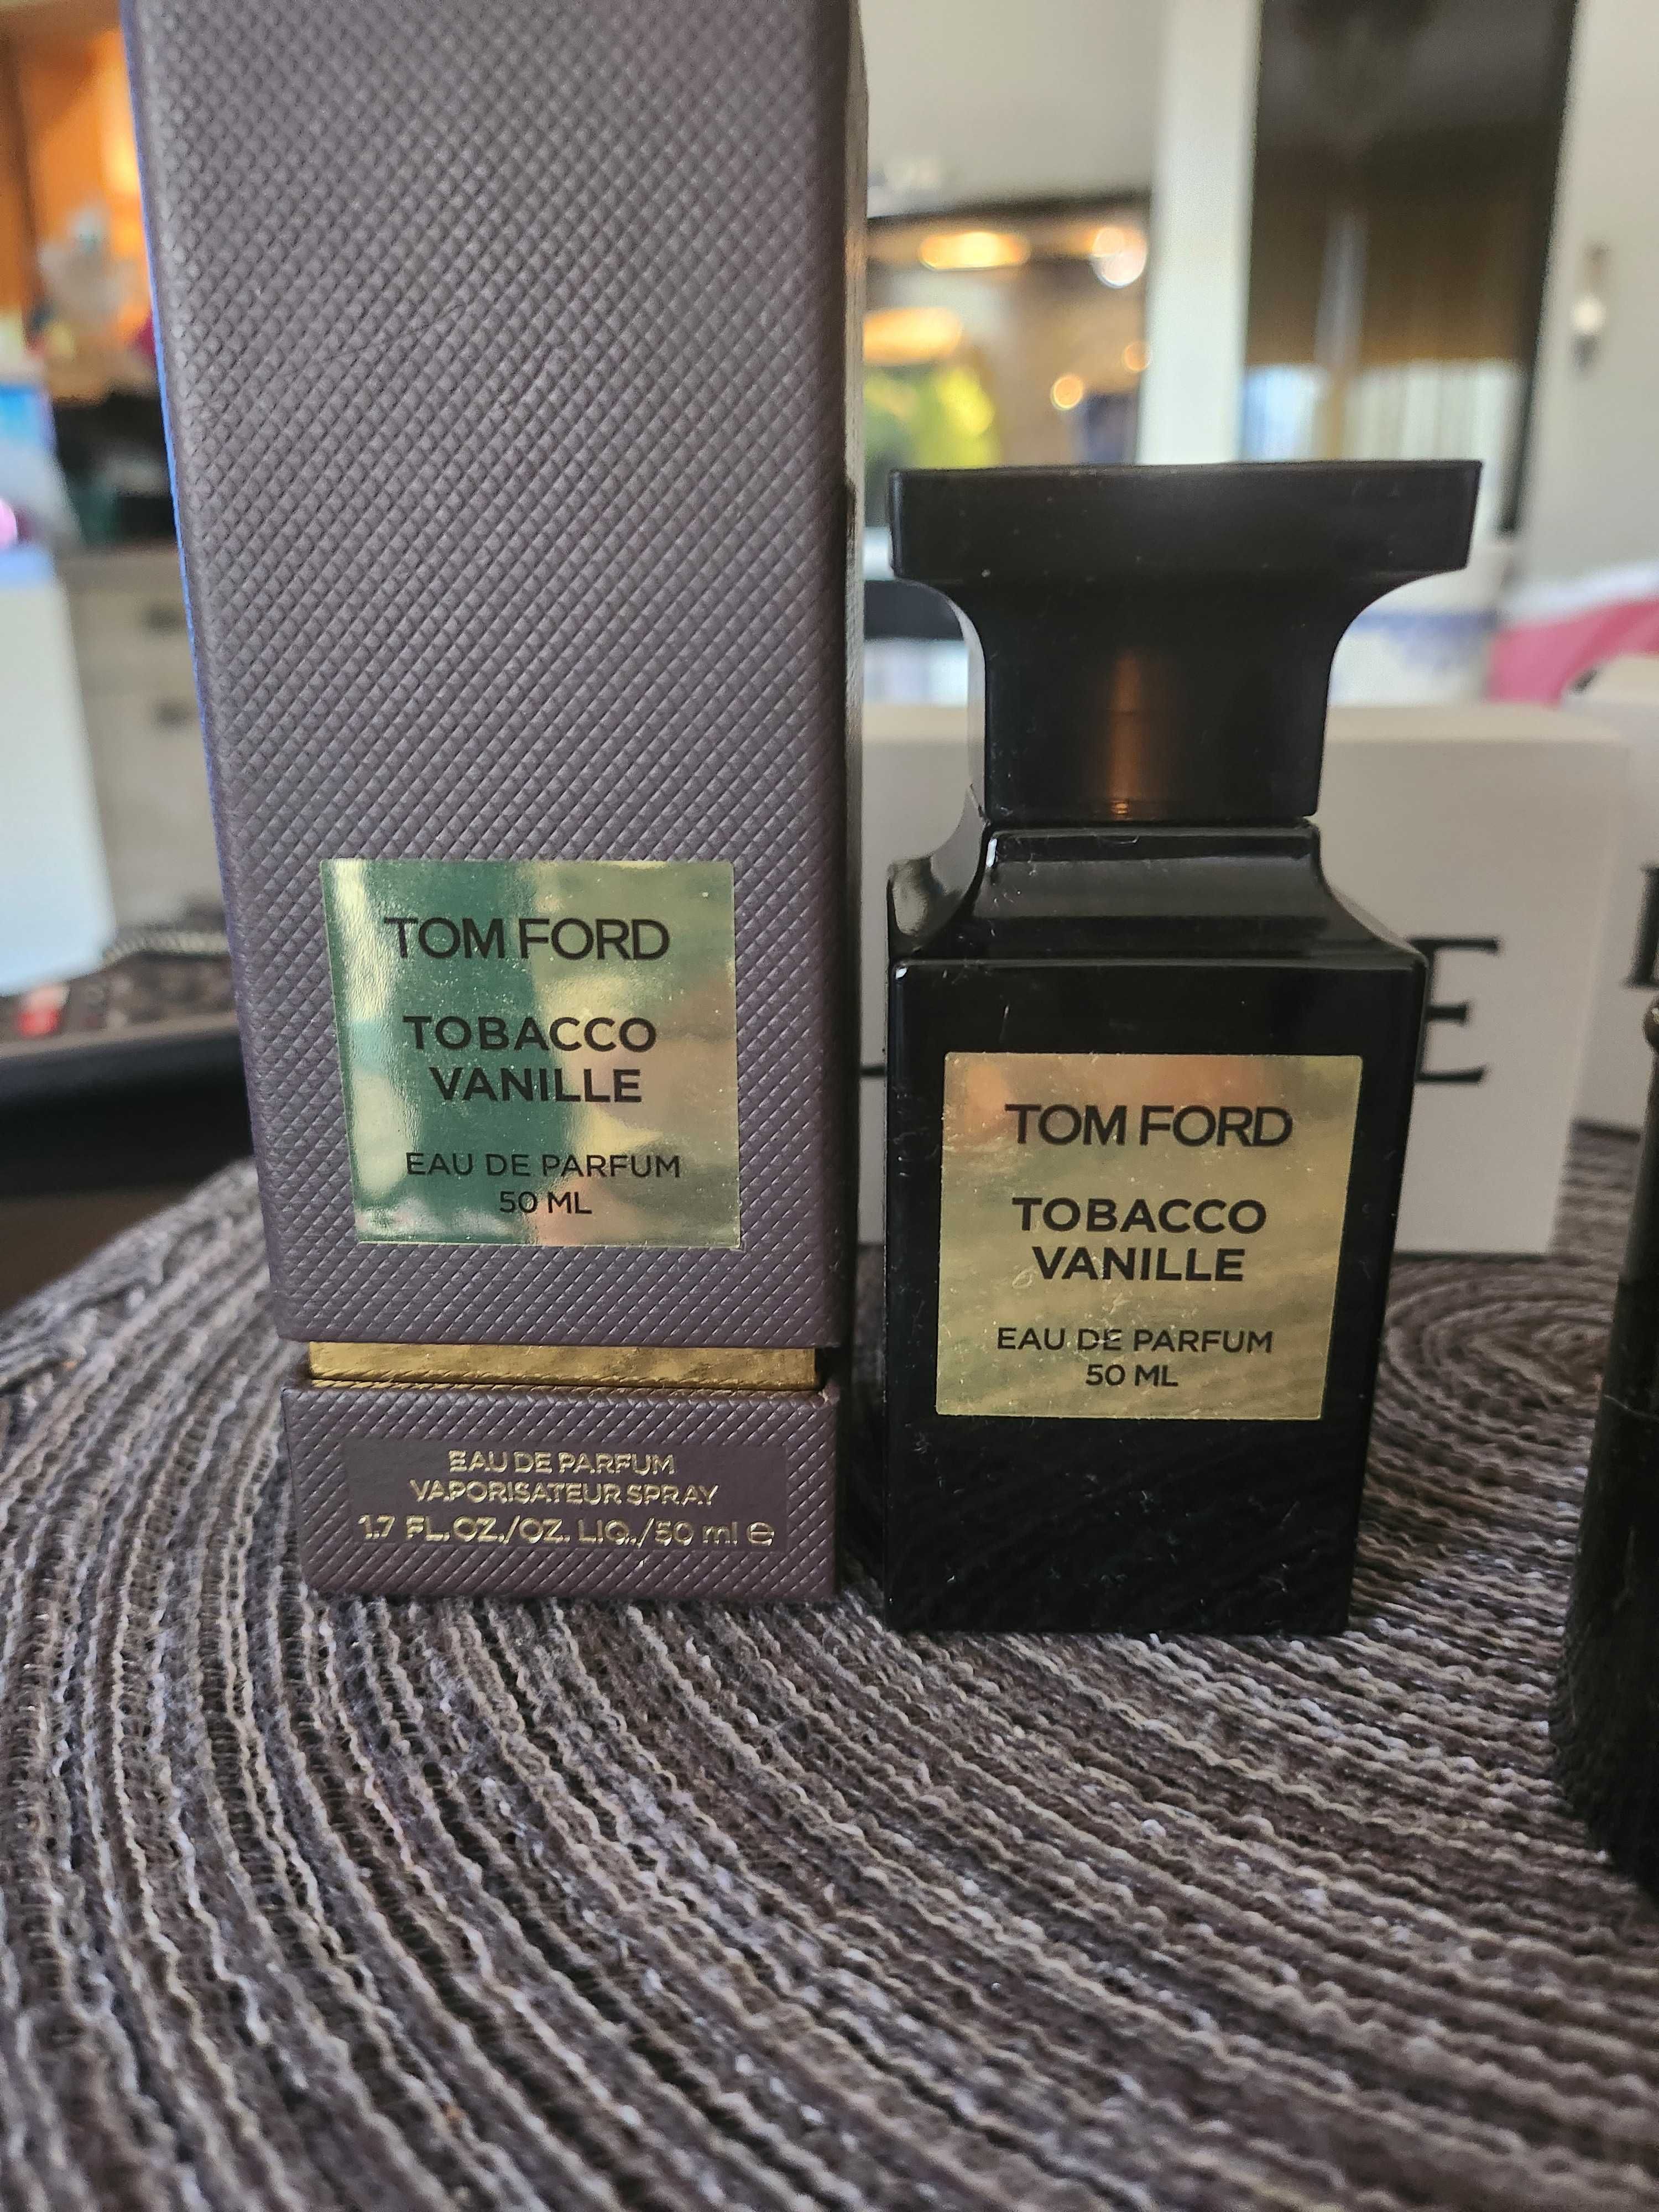 TOM FORD
TOBACCO
VANILLE
EAU DE PARFUM
50 ML
EAU DE PARFUM
VAPORISATEUR SPRAY
1.7 FL.OZ./OZ. LIQ./50 ml ℮
TOM FORD
TOBACCO
VANILLE
EAU DE PARFUM
50 ML
E